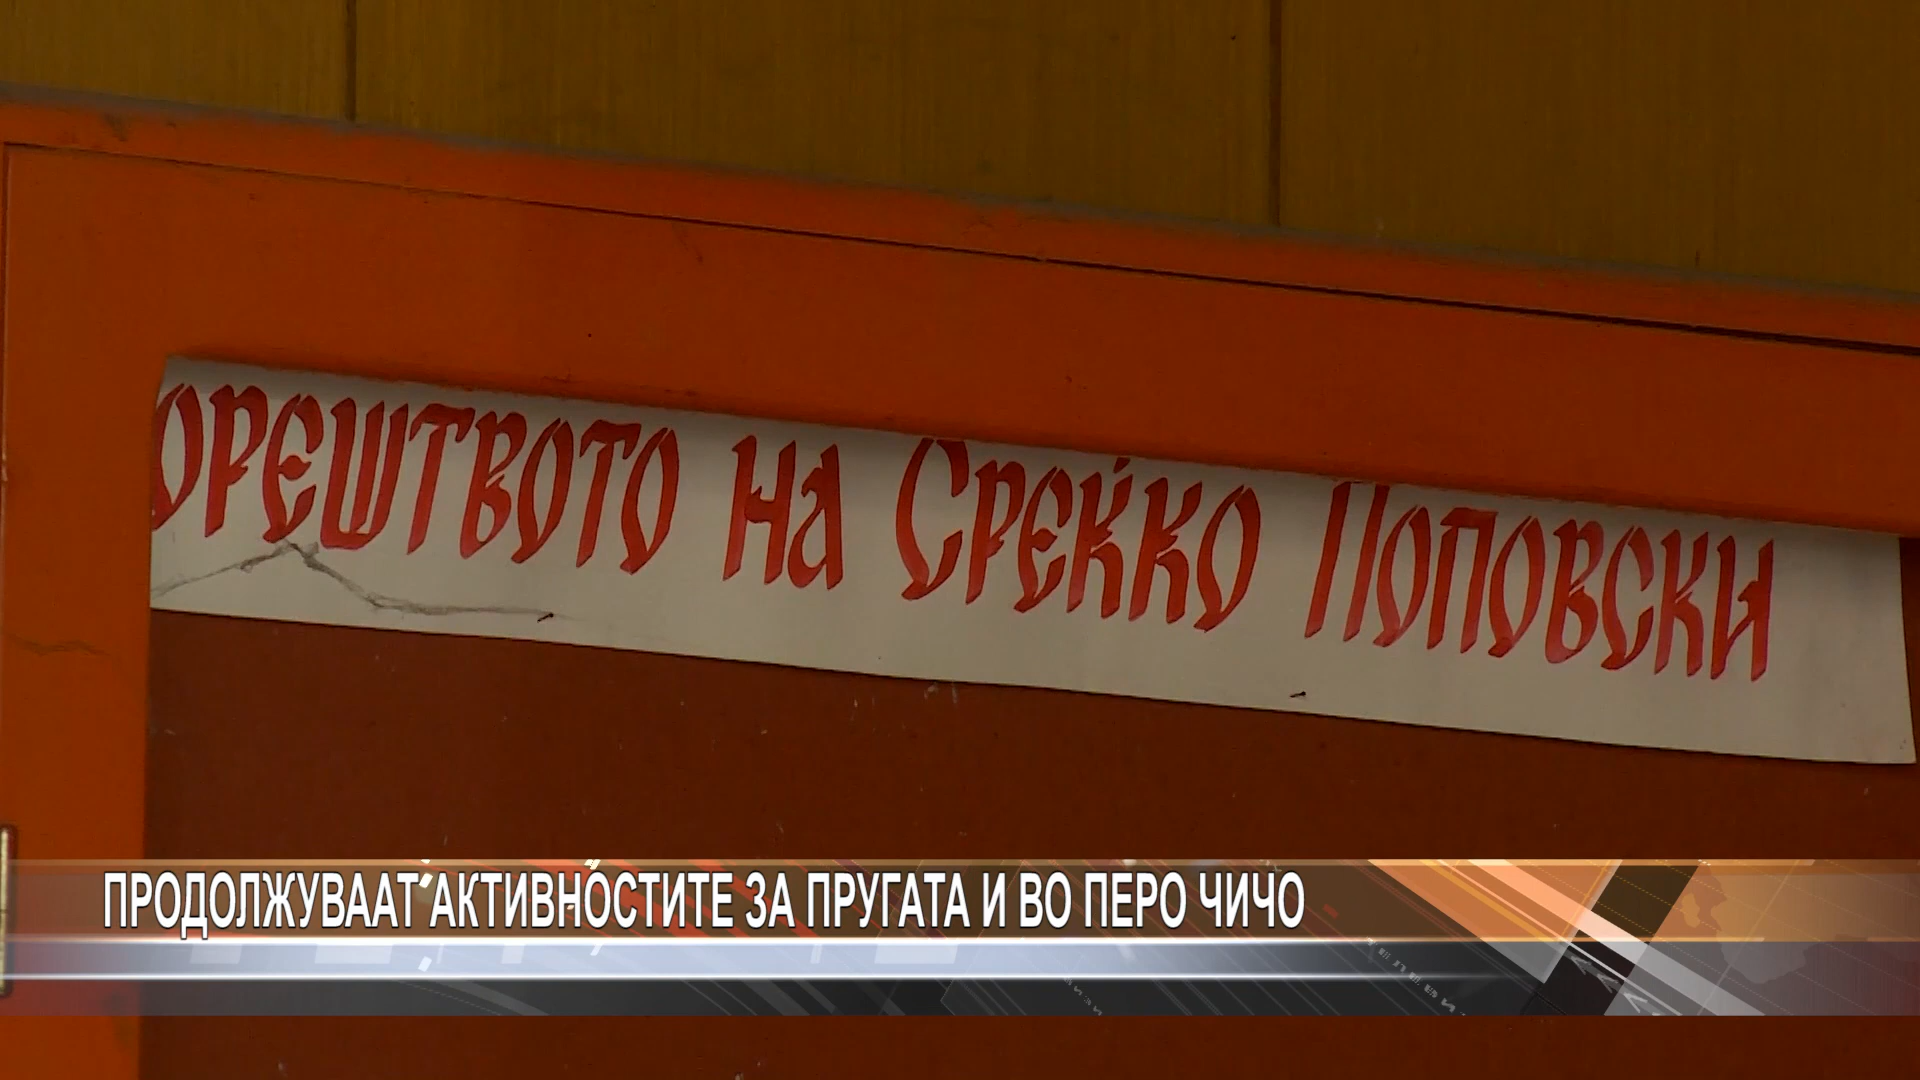 орештвото на Среќко Поповски
ПРОДОЛЖУВААТ АКТИВНОСТИТЕ ЗА ПРУГАТА И ВО ПЕРО ЧИЧО